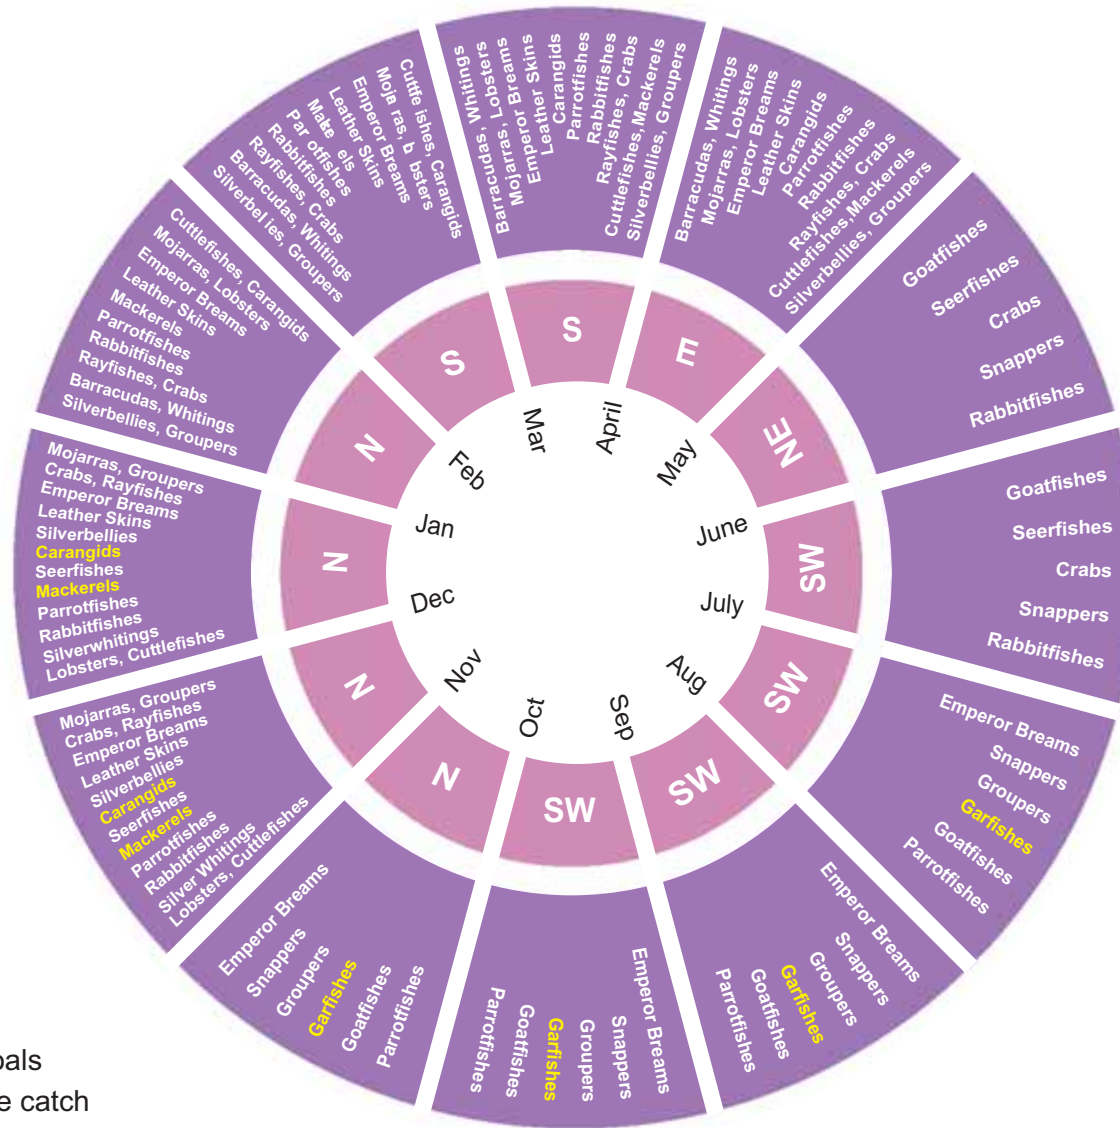 Barracudas, Whitings
Mojarras, Lobsters
Emperor Breams
Leather Skins
Carangids
Parrotfishes
Rabbitfishes
Rayfishes, Crabs
Cuttlefishes, Mackerels
Silverbellies, Groupers
S
Mar
Barracudas, Whitings
Mojarras, Lobsters
Emperor Breams
Leather Skins
Carangids
Parrotfishes
Rabbitfishes
Rayfishes, Crabs
Cuttlefishes, Mackerels
Silverbellies, Groupers
E
April
Goatfishes
Seerfishes
Crabs
Snappers
Rabbitfishes
NE
May
Goatfishes
Seerfishes
Crabs
Snappers
Rabbitfishes
SW
June
Emperor Breams
Snappers
Groupers
Garfishes
Goatfishes
Parrotfishes
SW
July
Emperor Breams
Snappers
Groupers
Garfishes
Goatfishes
Parrotfishes
SW
Aug
Emperor Breams
Snappers
Groupers
Garfishes
Goatfishes
Parrotfishes
SW
Sep
Emperor Breams
Snappers
Groupers
Garfishes
Goatfishes
Parrotfishes
N
Oct
Mojarras, Groupers
Crabs, Rayfishes
Emperor Breams
Leather Skins
Silverbellies
Carangids
Seerfishes
Mackerels
Parrotfishes
Rabbitfishes
Silver Whitings
Lobsters, Cuttlefishes
N
Nov
Mojarras, Groupers
Crabs, Rayfishes
Emperor Breams
Leather Skins
Silverbellies
Carangids
Seerfishes
Mackerels
Parrotfishes
Rabbitfishes
Silverwhitings
Lobsters, Cuttlefishes
N
Dec
Cuttlefishes, Carangids
Mojarras, Lobsters
Emperor Breams
Leather Skins
Mackerels
Parrotfishes
Rabbitfishes
Rayfishes, Crabs
Barracudas, Whitings
Silverbellies, Groupers
N
Jan
Cuttle ishes, Carangids
Moja ras, b bsters
Emperor Breams
Leather Skins
Make els
Par otfishes
Rabbitfishes
Rayfishes, Crabs
Barracudas, Whitings
Silverbel ies, Groupers
S
Feb
oals
e catch